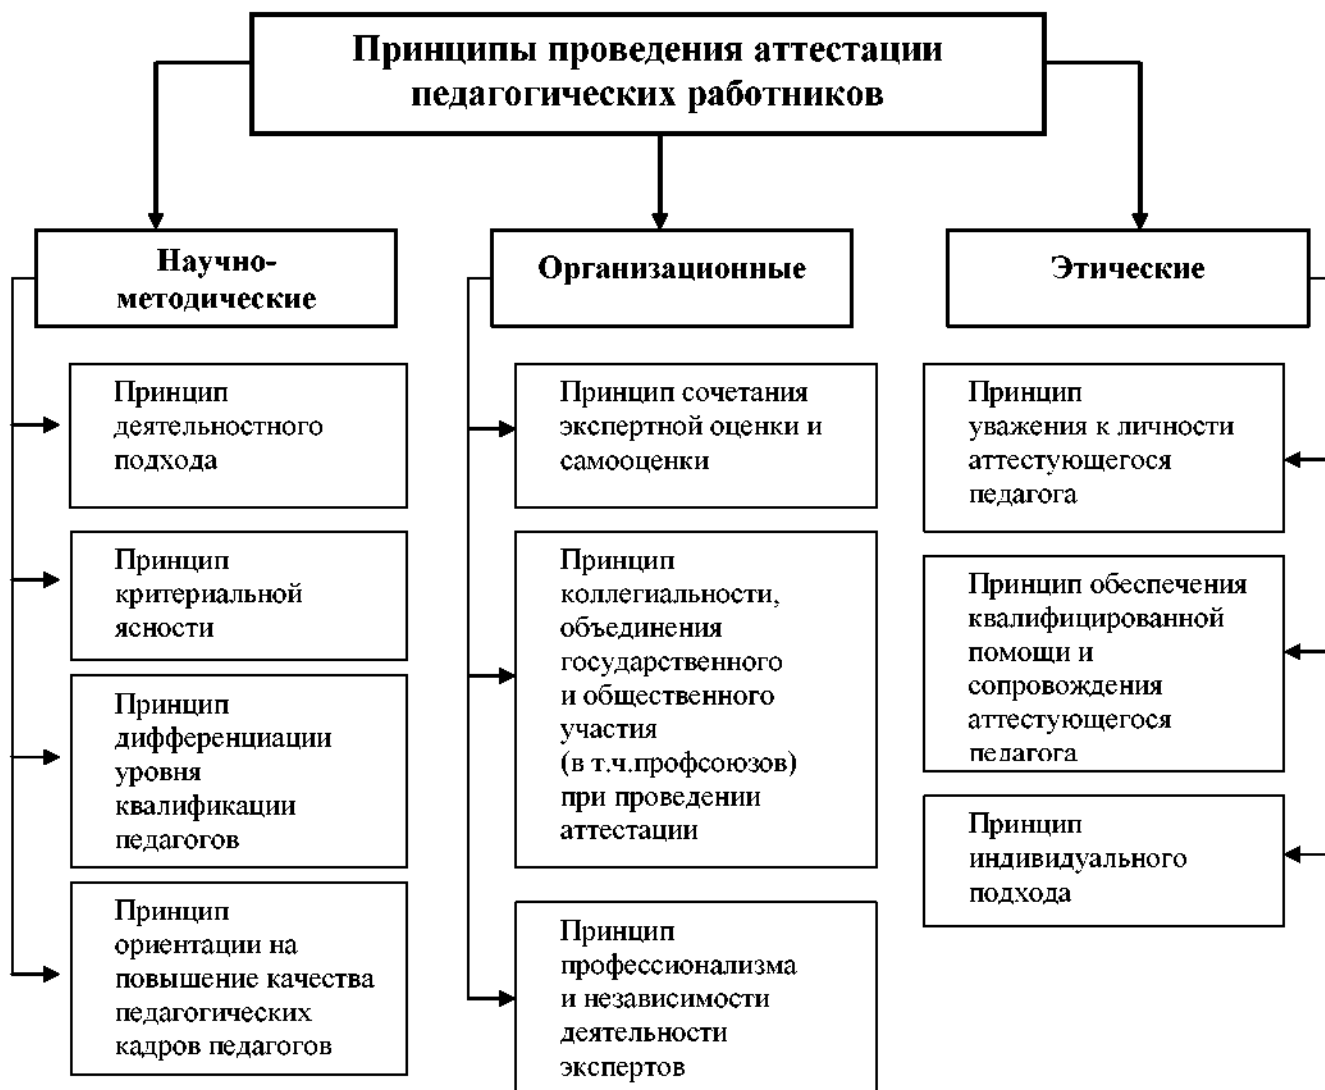 Принципы проведения аттестации
педагогических работников
Научно-
методические
Принцип
деятельностного
подхода
Принцип
критериальной
ясности
Принцип
дифференциации
уровня
квалификации
педагогов
Принцип
ориентации на
повышение качества
педагогических
кадров педагогов
Организационные
Принцип сочетания
экспертной оценки и
самооценки
Принцип
коллегиальности,
объединения
государственного
и общественного
участия
(в т.ч.профсоюзов)
при проведении
аттестации
Принцип
профессионализма
и независимости
деятельности
экспертов
Этические
Принцип
уважения к личности
аттестующегося
педагога
Принцип обеспечения
квалифицированной
помощи и
сопровождения
аттестующегося
педагога
Принцип
индивидуального
подхода